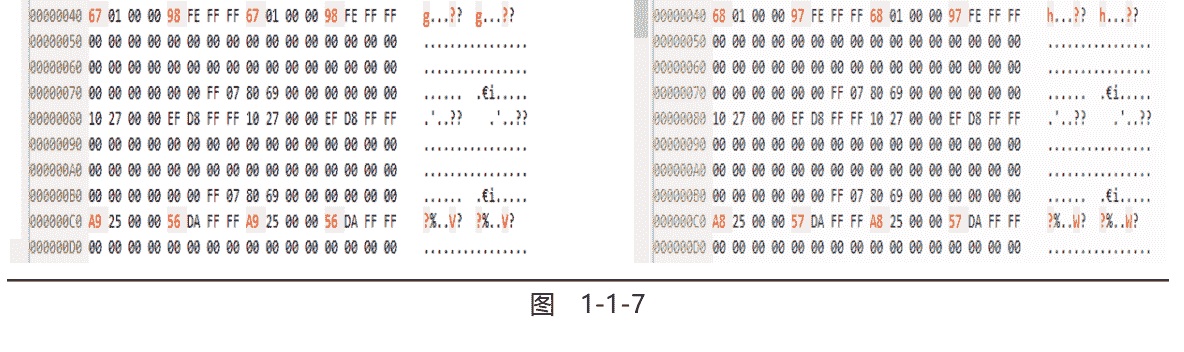 00000040 67 01 00 00 98 FE FF FF 67 01 00 00 98 FE FF FF g...?? g...??
00000050 00 00 00 00 00 00 00 00 00 00 00 00 00 00 00 00 ................
00000060 00 00 00 00 00 00 00 00 00 00 00 00 00 00 00 00 ................
00000070 00 00 00 00 00 00 FF 07 80 69 00 00 00 00 00 00 ...... .€i.....
00000080 10 27 00 00 EF D8 FF FF 10 27 00 00 EF D8 FF FF .'..?? .'..??
00000090 00 00 00 00 00 00 00 00 00 00 00 00 00 00 00 00 ................
000000A0 00 00 00 00 00 00 00 00 00 00 00 00 00 00 00 00 ................
000000B0 00 00 00 00 00 00 FF 07 80 69 00 00 00 00 00 00 ...... .€i.....
000000C0 A9 25 00 00 56 DA FF FF A9 25 00 00 56 DA FF FF ?%..V? ?%..V?
000000D0 00 00 00 00 00 00 00 00 00 00 00 00 00 00 00 00 ................
00000040 68 01 00 00 97 FE FF FF 68 01 00 00 97 FE FF FF h...?? h...??
00000050 00 00 00 00 00 00 00 00 00 00 00 00 00 00 00 00 ................
00000060 00 00 00 00 00 00 00 00 00 00 00 00 00 00 00 00 ................
00000070 00 00 00 00 00 00 FF 07 80 69 00 00 00 00 00 00 ...... .€i.....
00000080 10 27 00 00 EF D8 FF FF 10 27 00 00 EF D8 FF FF .'..?? .'..??
00000090 00 00 00 00 00 00 00 00 00 00 00 00 00 00 00 00 ................
000000A0 00 00 00 00 00 00 00 00 00 00 00 00 00 00 00 00 ................
000000B0 00 00 00 00 00 00 FF 07 80 69 00 00 00 00 00 00 ...... .€i.....
000000C0 A8 25 00 00 57 DA FF FF A8 25 00 00 57 DA FF FF ?%..W? ?%..W?
000000D0 00 00 00 00 00 00 00 00 00 00 00 00 00 00 00 00 ................
图 1-1-7